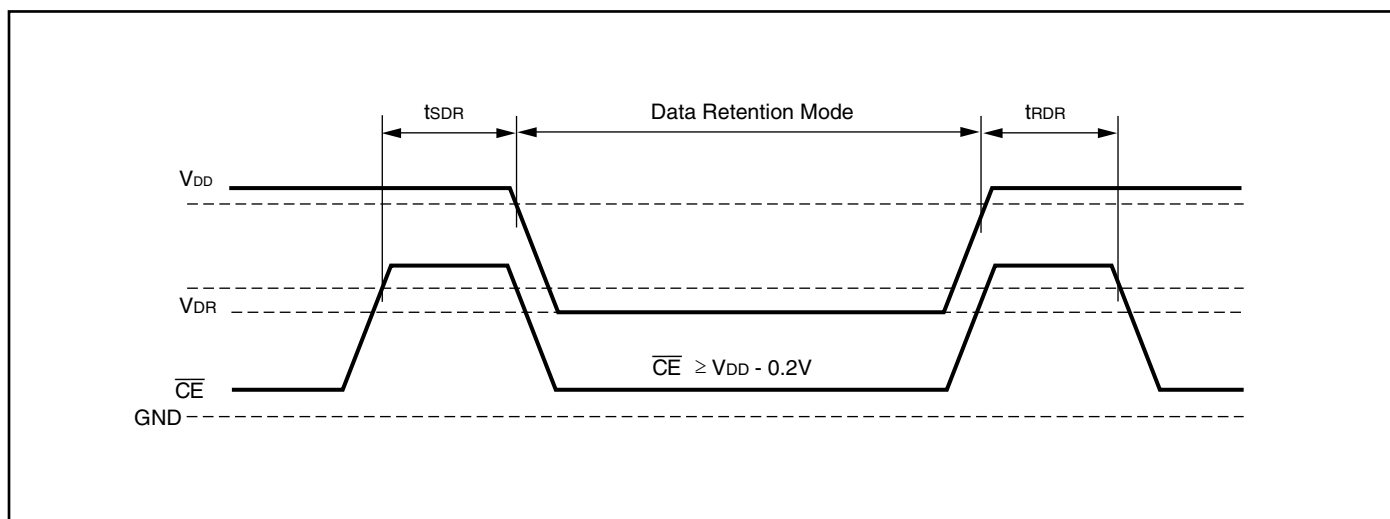 tSDR Data Retention Mode tRDR
VDD
VDR
CE ≥ VDD - 0.2V
CE
GND